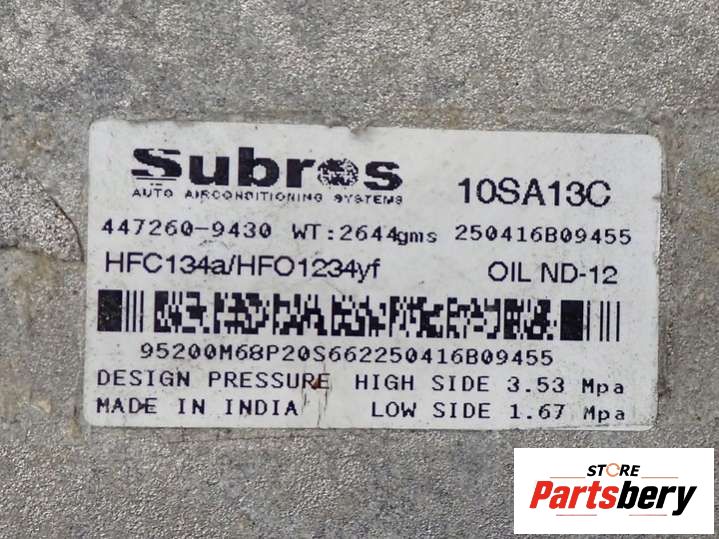 Subros 10SA13C
AUTO AIRCONDITIONING SYSTEMS
447260-9430 WT:2644gms 250416B09455
HFC134a/HFO1234yf OIL ND-12
95200M68P20S662250416B09455
DESIGN PRESSURE HIGH SIDE 3.53 Mpa
MADE IN INDIA LOW SIDE 1.67 Mpa
STORE
Partsbery